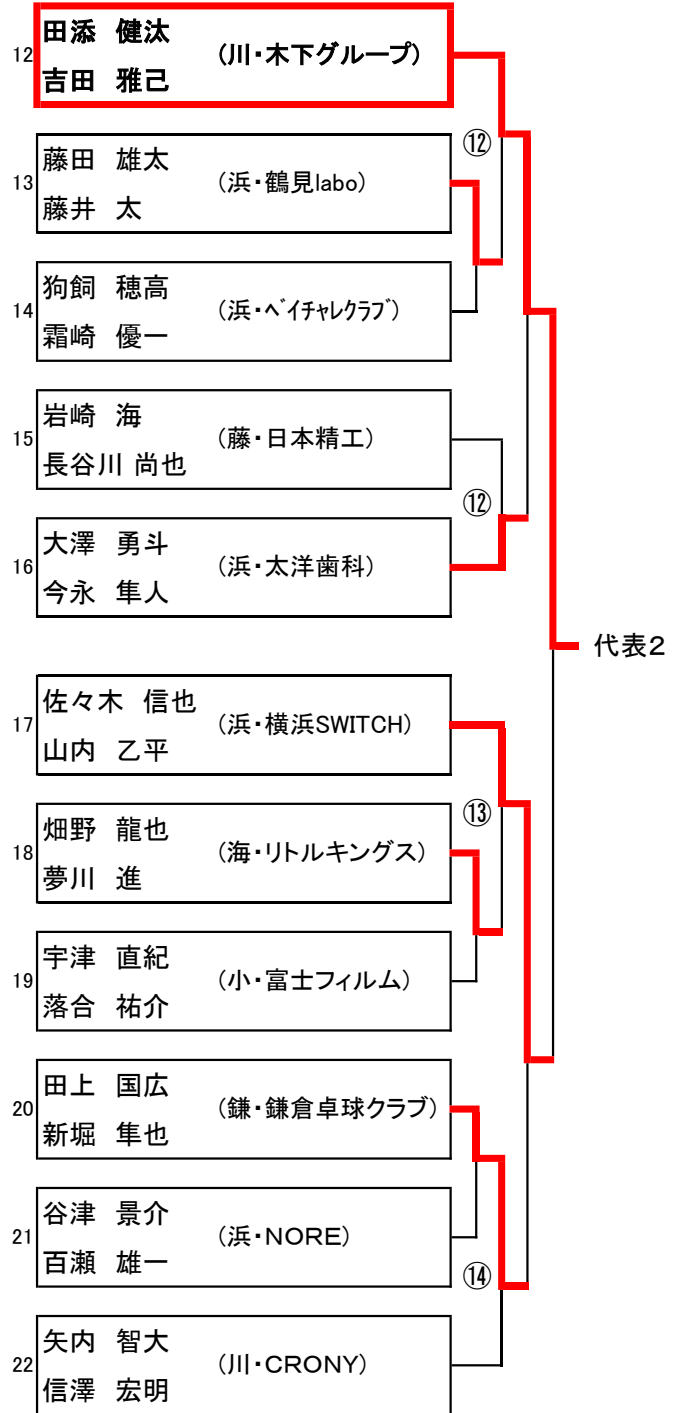 12 田添 健汰 (川・木下グループ)
吉田 雅己
⑫
13 藤田 雄太 (浜・鶴見labo)
藤井 太
14 狗飼 穂高 (浜・ベイチャレクラブ)
霜崎 優一
15 岩崎 海 (藤・日本精工)
長谷川 尚也
⑫
16 大澤 勇斗 (浜・太洋歯科)
今永 隼人
代表2
17 佐々木 信也 (浜・横浜SWITCH)
山内 乙平
⑬
18 畑野 龍也 (海・リトルキングス)
夢川 進
19 宇津 直紀 (小・富士フィルム)
落合 祐介
20 田上 国広 (鎌・鎌倉卓球クラブ)
新堀 隼也
21 谷津 景介 (浜・NORE)
百瀬 雄一
⑭
22 矢内 智大 (川・CRONY)
信澤 宏明